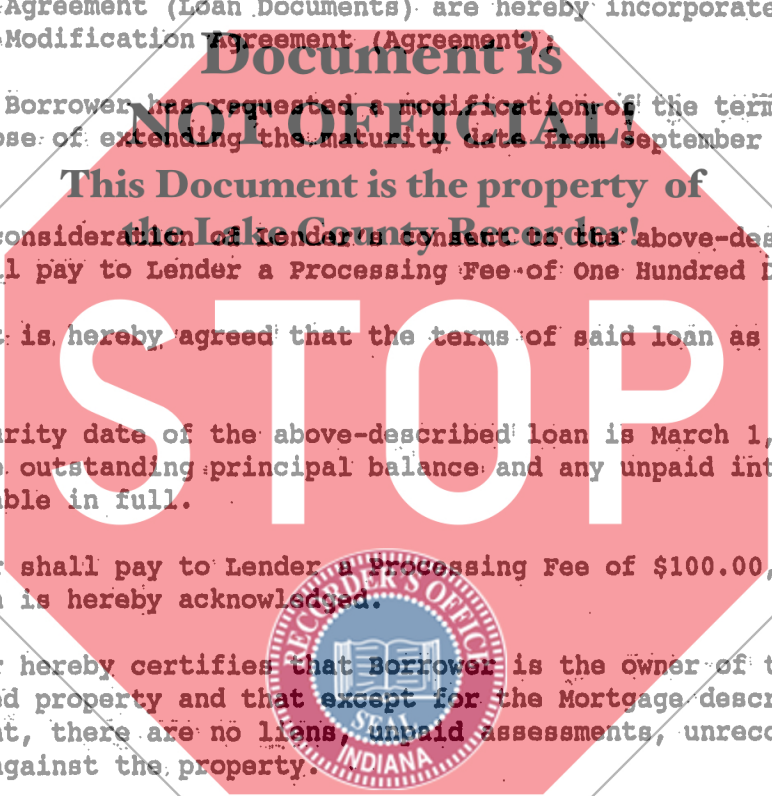 Agreement (Loan Documents) are hereby incorporate
Modification Agreement (Agreement);
Document is
Borrower has requested a modification of the term
NOT OFFICIAL!
ose of extending the maturity date from September
This Document is the property of
the Lake County Recorder!
onsideration of Lender's consent to the above-des
ll pay to Lender a Processing Fee of One Hundred D
t is hereby agreed that the terms of said loan as
STOP
urity date of the above-described loan is March 1,
e outstanding principal balance and any unpaid int
able in full.
r shall pay to Lender a Processing Fee of $100.00,
h is hereby acknowledged.
RECORDER'S OFFICE
SEAL
INDIANA
r hereby certifies that Borrower is the owner of t
ed property and that except for the Mortgage descr
nt, there are no liens, unpaid assessments, unreco
against the property.